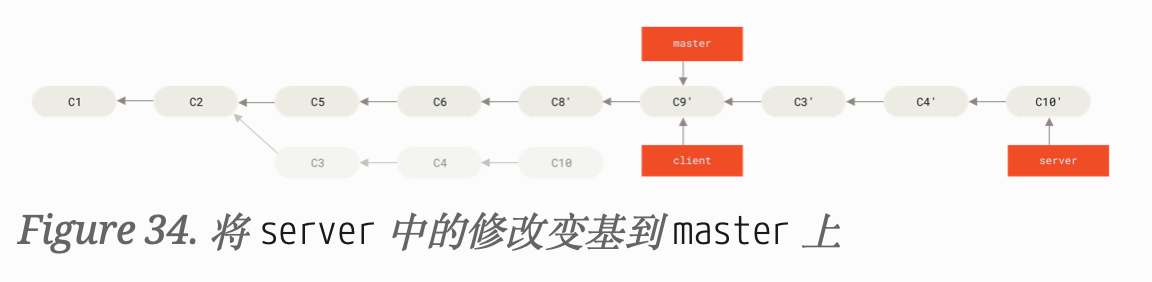 master
C1 C2 C5 C6 C8' C9' C3' C4' C10'
C3 C4 C10
client server
Figure 34. 将 server 中的修改变基到 master 上